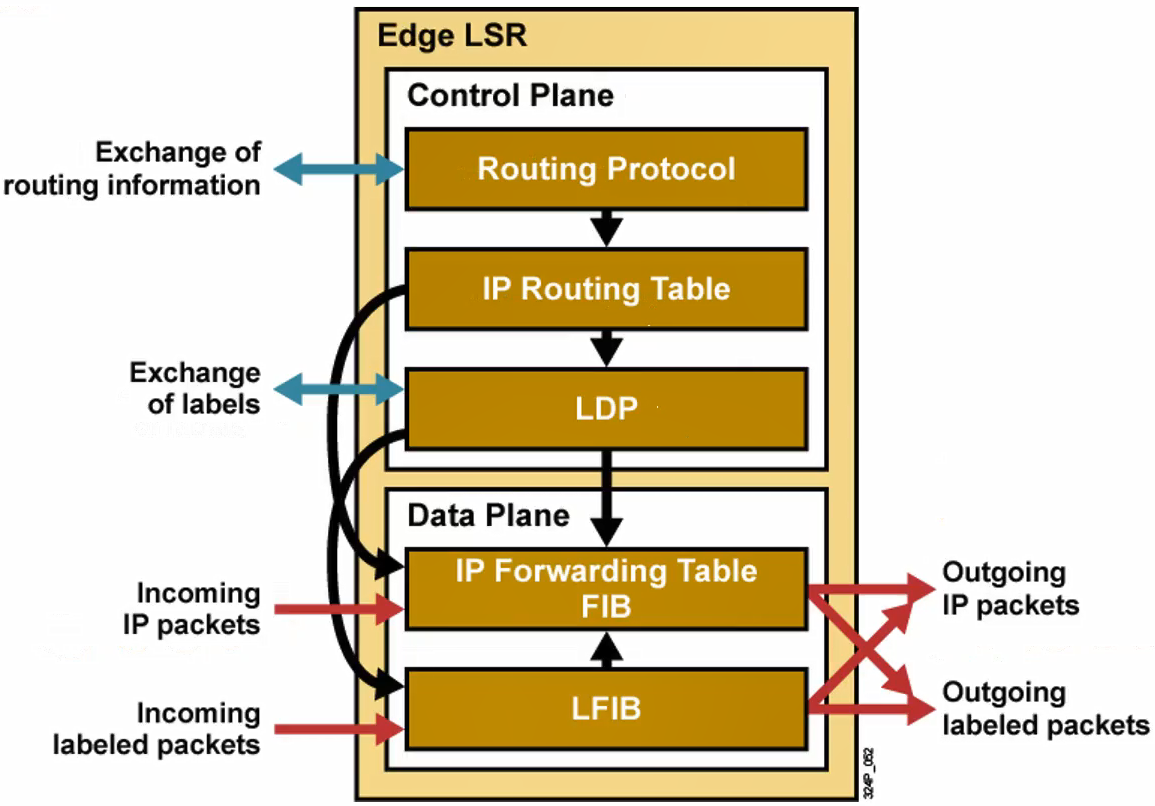 Edge LSR
Control Plane
Exchange of
routing information
Routing Protocol
IP Routing Table
Exchange
of labels
LDP
Data Plane
IP Forwarding Table
FIB
Incoming
IP packets
Outgoing
IP packets
LFIB
Incoming
labeled packets
Outgoing
labeled packets
324P_052